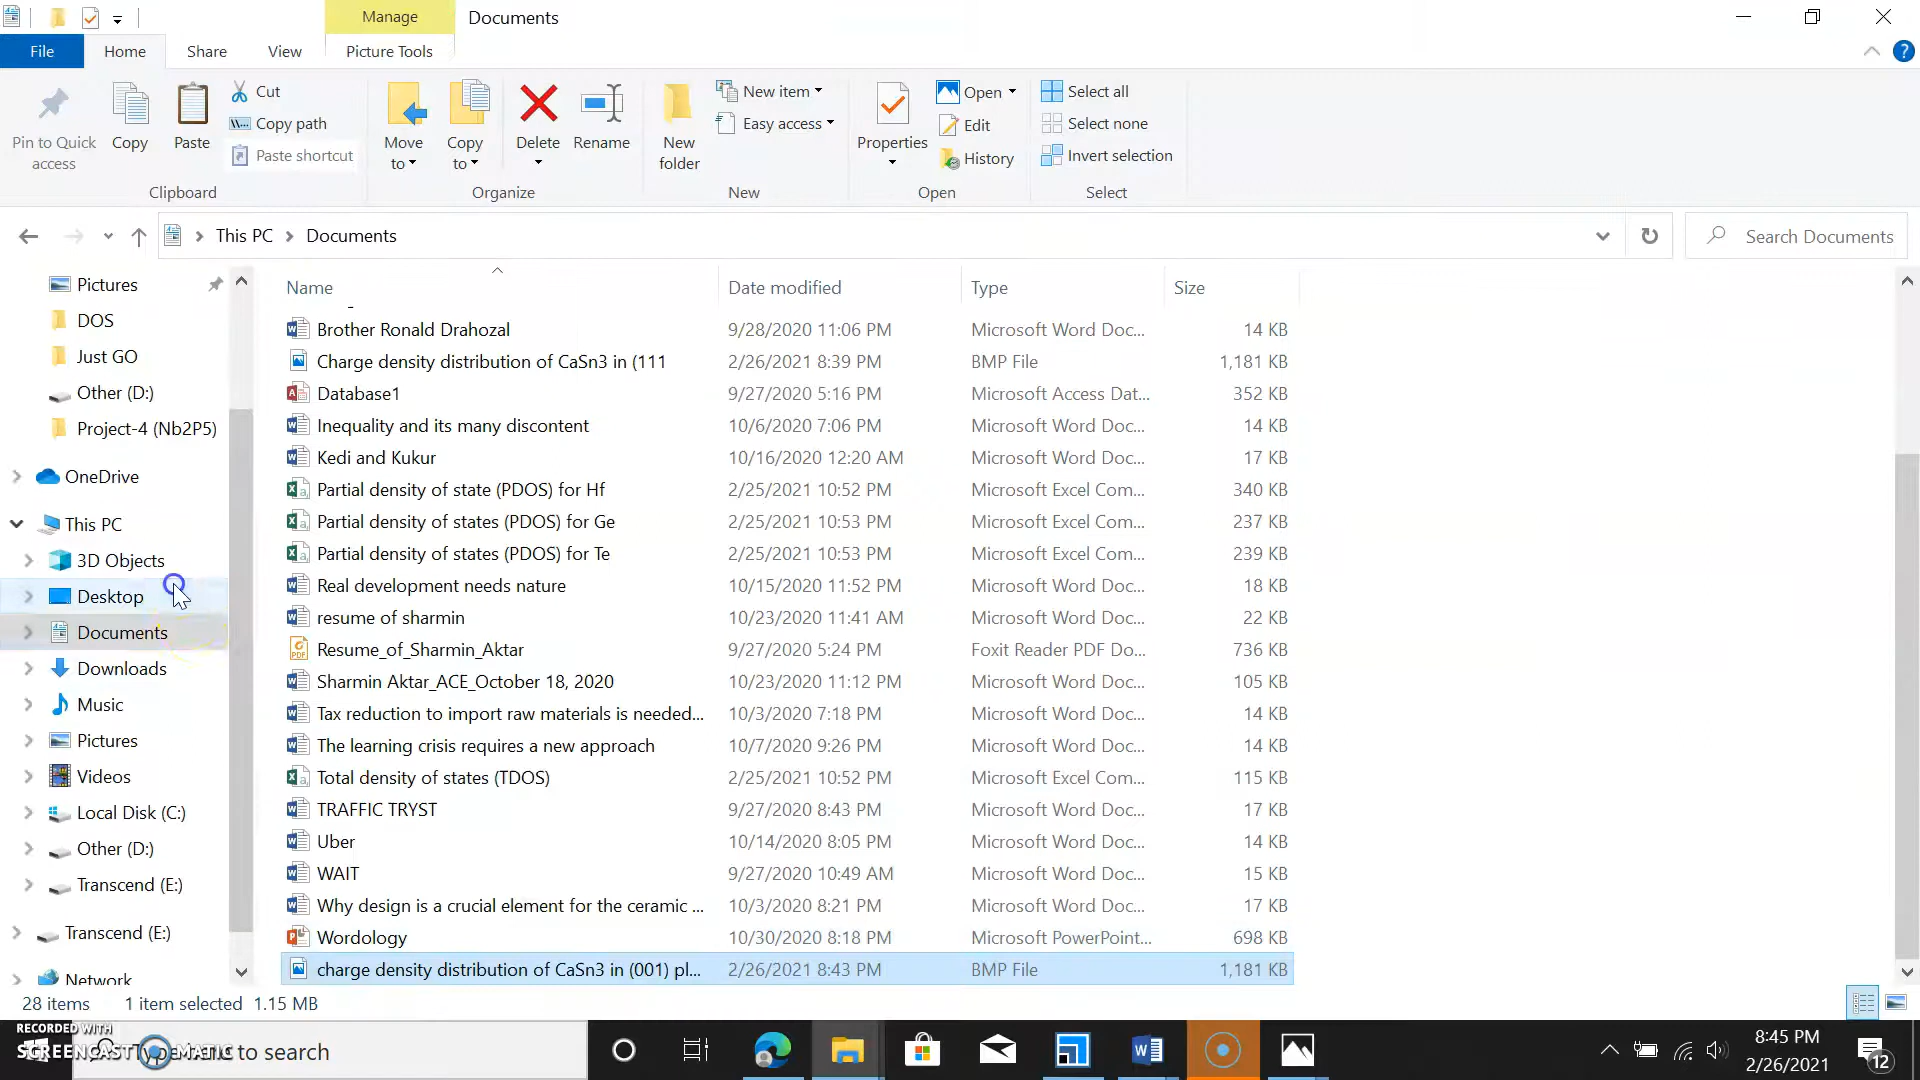 Manage
Documents
File
Home
Share
View
Picture Tools
Pin to Quick
access
Copy
Paste
Cut
Copy path
Paste shortcut
Clipboard
Move
to
Copy
to
Delete
Rename
Organize
New
folder
New item
Easy access
New
Properties
Open
Edit
History
Open
Select all
Select none
Invert selection
Select
This PC
Documents
Search Documents
Pictures
DOS
Just GO
Other (D:)
Project-4 (Nb2P5)
OneDrive
This PC
3D Objects
Desktop
Documents
Downloads
Music
Pictures
Videos
Local Disk (C:)
Other (D:)
Transcend (E:)
Transcend (E:)
Network
Name Date modified Type Size
Brother Ronald Drahozal 9/28/2020 11:06 PM Microsoft Word Doc... 14 KB
Charge density distribution of CaSn3 in (111 2/26/2021 8:39 PM BMP File 1,181 KB
Database1 9/27/2020 5:16 PM Microsoft Access Dat... 352 KB
Inequality and its many discontent 10/6/2020 7:06 PM Microsoft Word Doc... 14 KB
Kedi and Kukur 10/16/2020 12:20 AM Microsoft Word Doc... 17 KB
Partial density of state (PDOS) for Hf 2/25/2021 10:52 PM Microsoft Excel Com... 340 KB
Partial density of states (PDOS) for Ge 2/25/2021 10:53 PM Microsoft Excel Com... 237 KB
Partial density of states (PDOS) for Te 2/25/2021 10:53 PM Microsoft Excel Com... 239 KB
Real development needs nature 10/15/2020 11:52 PM Microsoft Word Doc... 18 KB
resume of sharmin 10/23/2020 11:41 AM Microsoft Word Doc... 22 KB
Resume_of_Sharmin_Aktar 9/27/2020 5:24 PM Foxit Reader PDF Do... 736 KB
Sharmin Aktar_ACE_October 18, 2020 10/23/2020 11:12 PM Microsoft Word Doc... 105 KB
Tax reduction to import raw materials is needed... 10/3/2020 7:18 PM Microsoft Word Doc... 14 KB
The learning crisis requires a new approach 10/7/2020 9:26 PM Microsoft Word Doc... 14 KB
Total density of states (TDOS) 2/25/2021 10:52 PM Microsoft Excel Com... 115 KB
TRAFFIC TRYST 9/27/2020 8:43 PM Microsoft Word Doc... 17 KB
Uber 10/14/2020 8:05 PM Microsoft Word Doc... 14 KB
WAIT 9/27/2020 10:49 AM Microsoft Word Doc... 15 KB
Why design is a crucial element for the ceramic ... 10/3/2020 8:21 PM Microsoft Word Doc... 17 KB
Wordology 10/30/2020 8:18 PM Microsoft PowerPoint... 698 KB
charge density distribution of CaSn3 in (001) pl... 2/26/2021 8:43 PM BMP File 1,181 KB
28 items 1 item selected 1.15 MB
RECORDED WITH
SCREENCAST MATIC
to search
8:45 PM
2/26/2021
12